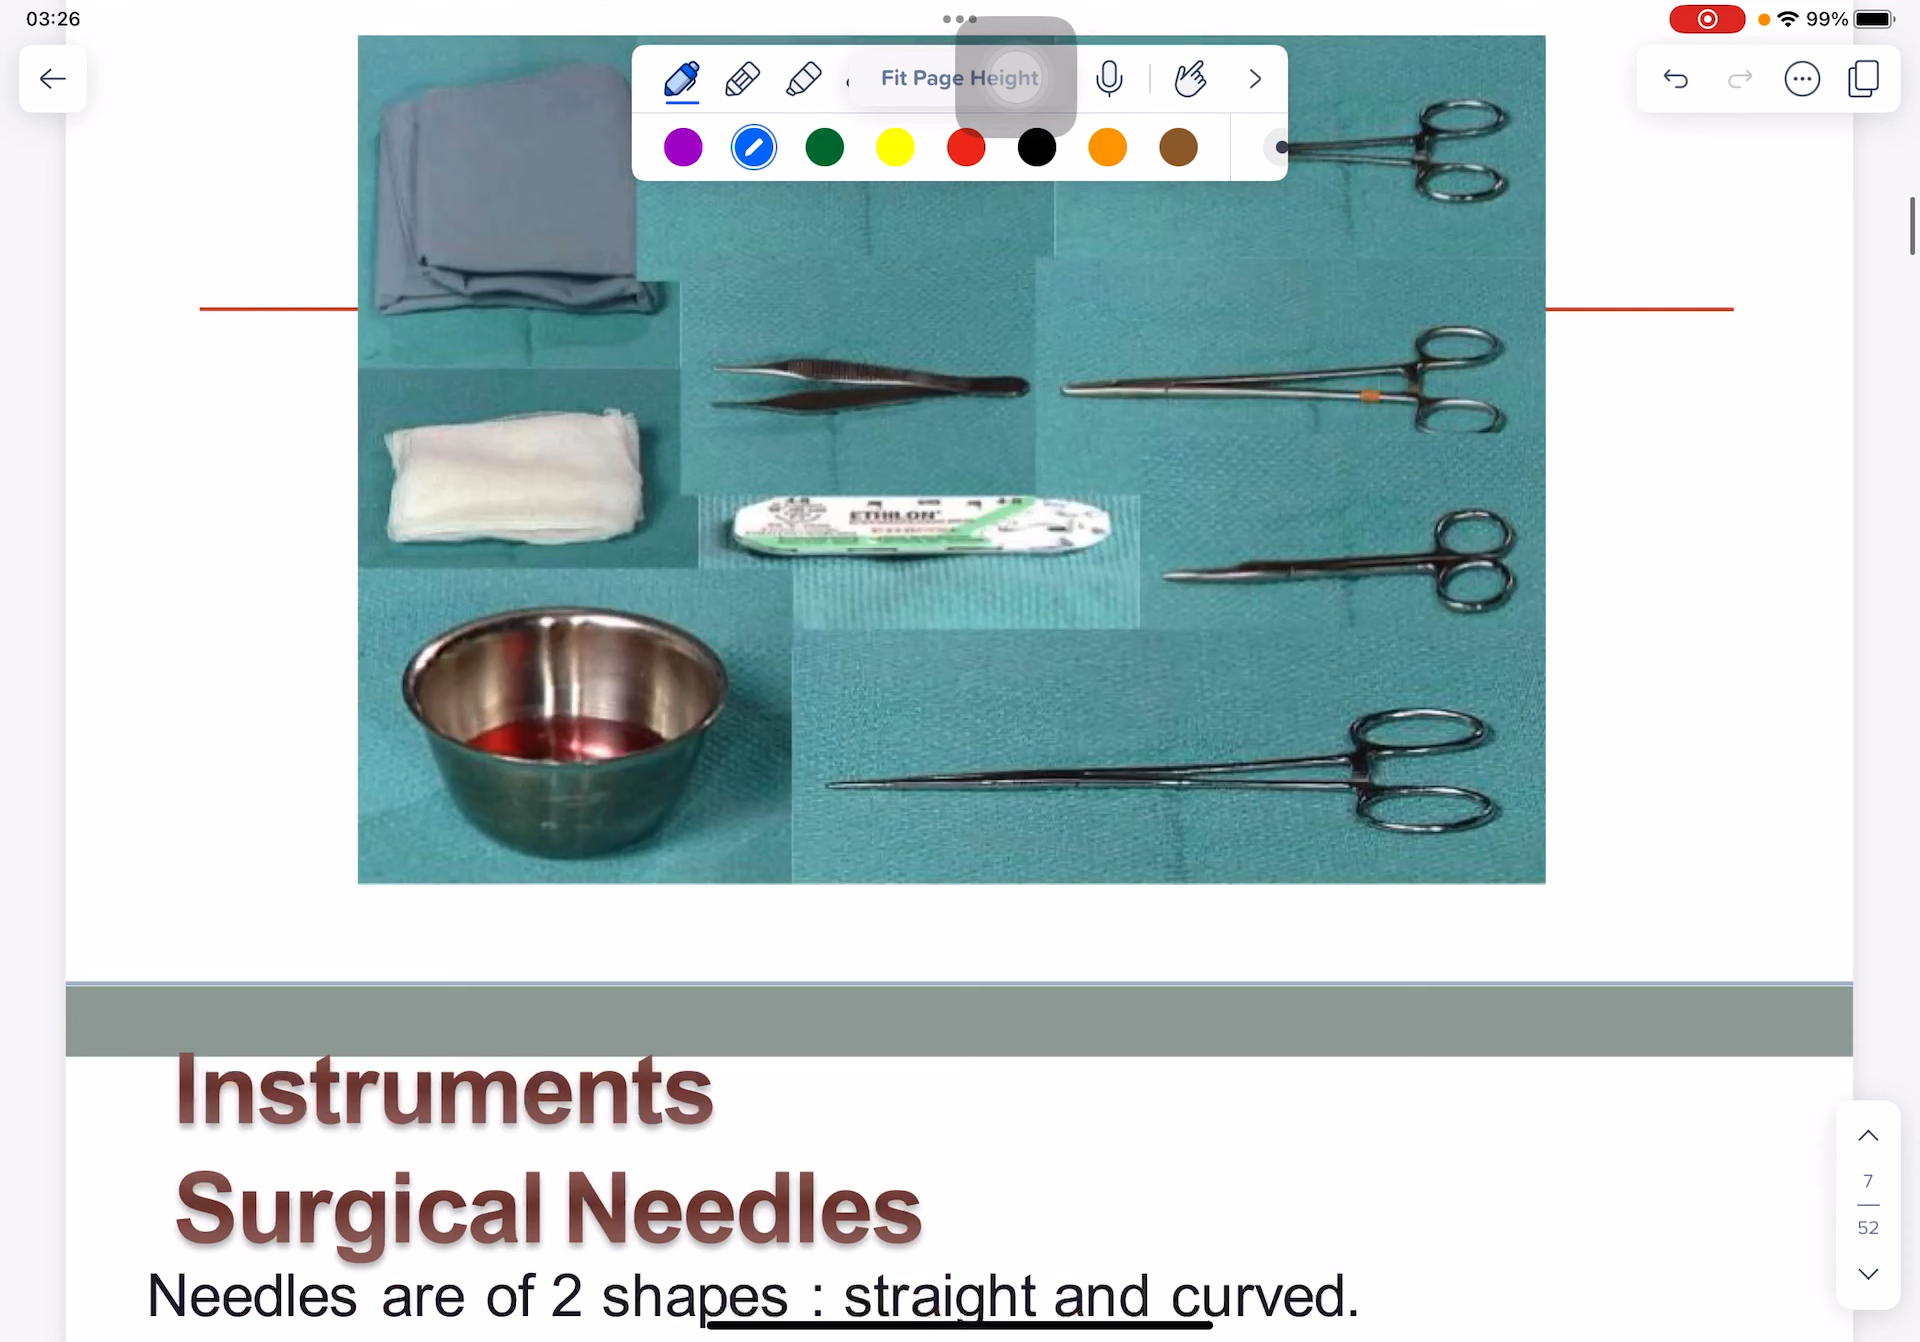 03:26
99%
Fit Page Height
ETHILON
Instruments
Surgical Needles
Needles are of 2 shapes : straight and curved.
7
52